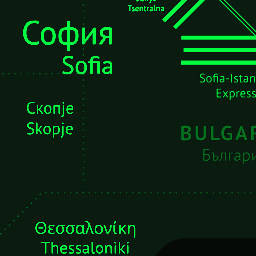 Tsentralna
София
Sofia
Sofia-Istan
Express
Скопје
Skopje
BULGAR
Българи
Θεσσαλονίκη
Thessaloniki